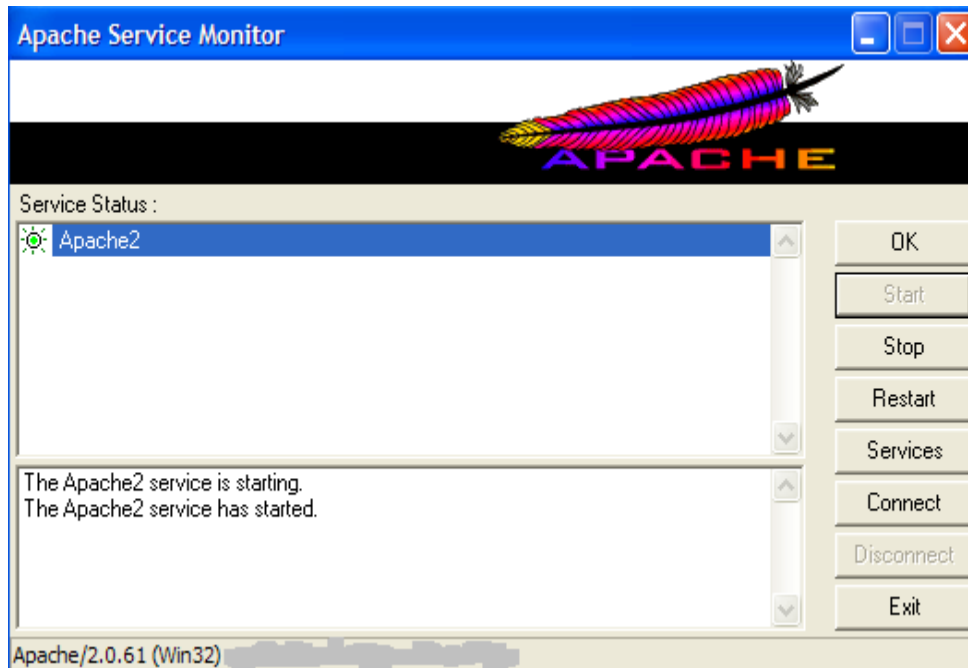 Apache Service Monitor
APACHE
Service Status :
Apache2
OK
Start
Stop
Restart
Services
Connect
Disconnect
Exit
The Apache2 service is starting.
The Apache2 service has started.
Apache/2.0.61 (Win32)